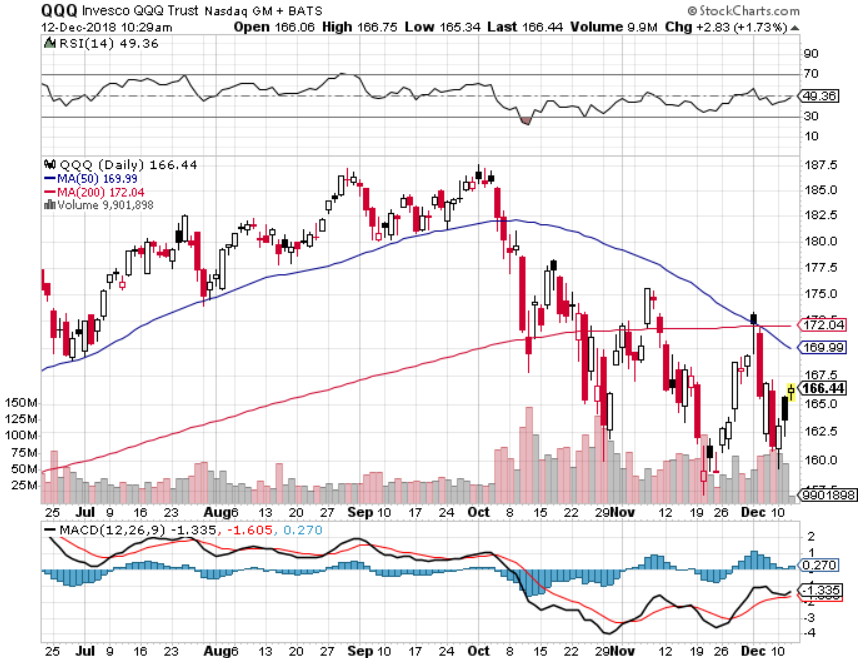 QQQ Invesco QQQ Trust Nasdaq GM + BATS © StockCharts.com
12-Dec-2018 10:29am Open 166.06 High 166.75 Low 165.34 Last 166.44 Volume 9.9M Chg +2.83 (+1.73%)
RSI(14) 49.36
90
70
49.36
30
10
QQQ (Daily) 166.44
MA(50) 169.99
MA(200) 172.04
Volume 9,901,898
187.5
185.0
182.5
180.0
177.5
175.0
172.04
169.99
167.5
166.44
165.0
162.5
160.0
9901898
150M
125M
100M
75M
50M
25M
25 Jul 9 16 23 Aug 6 13 20 27 Sep 10 17 24 Oct 8 15 22 29 Nov 12 19 26 Dec 10
MACD(12,26,9) -1.335, -1.605, 0.270
2
1
0.270
-1.335
-3
-4
25 Jul 9 16 23 Aug 6 13 20 27 Sep 10 17 24 Oct 8 15 22 29 Nov 12 19 26 Dec 10